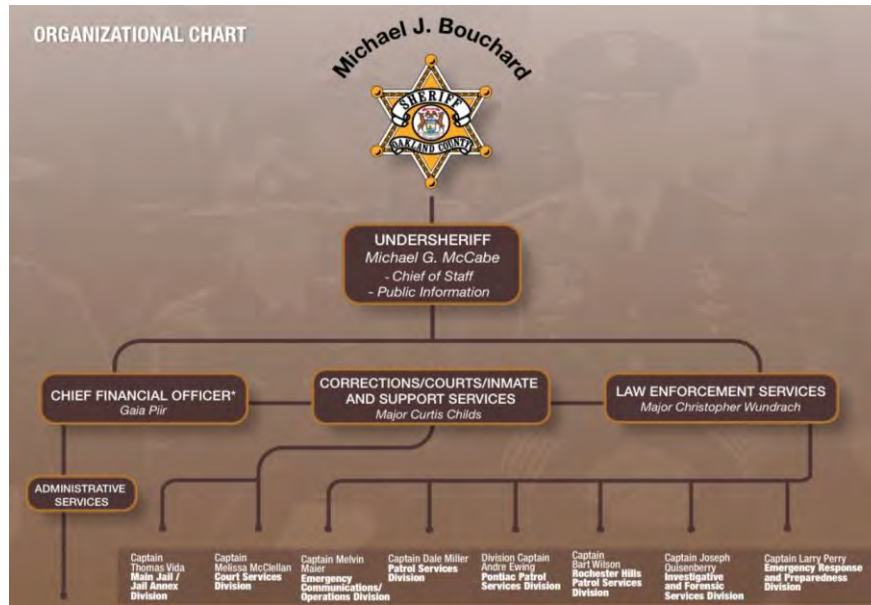 ORGANIZATIONAL CHART
Michael J. Bouchard
SHERIFF
OAKLAND COUNTY
UNDERSHERIFF
Michael G. McCabe
- Chief of Staff
- Public Information
CHIEF FINANCIAL OFFICER*
Gaia Piir
CORRECTIONS/COURTS/INMATE
AND SUPPORT SERVICES
Major Curtis Childs
LAW ENFORCEMENT SERVICES
Major Christopher Wundrach
ADMINISTRATIVE
SERVICES
Captain
Thomas Vida
Main Jail /
Jail Annex
Division
Captain
Melissa McClellan
Court Services
Division
Captain Melvin
Maier
Emergency
Communications/
Operations Division
Captain Dale Miller
Patrol Services
Division
Division Captain
Andre Ewing
Pontiac Patrol
Services Division
Captain
Bart Wilson
Rochester Hills
Patrol Services
Division
Captain Joseph
Quisenberry
Investigative
and Forensic
Services Division
Captain Larry Perry
Emergency Response
and Preparedness
Division